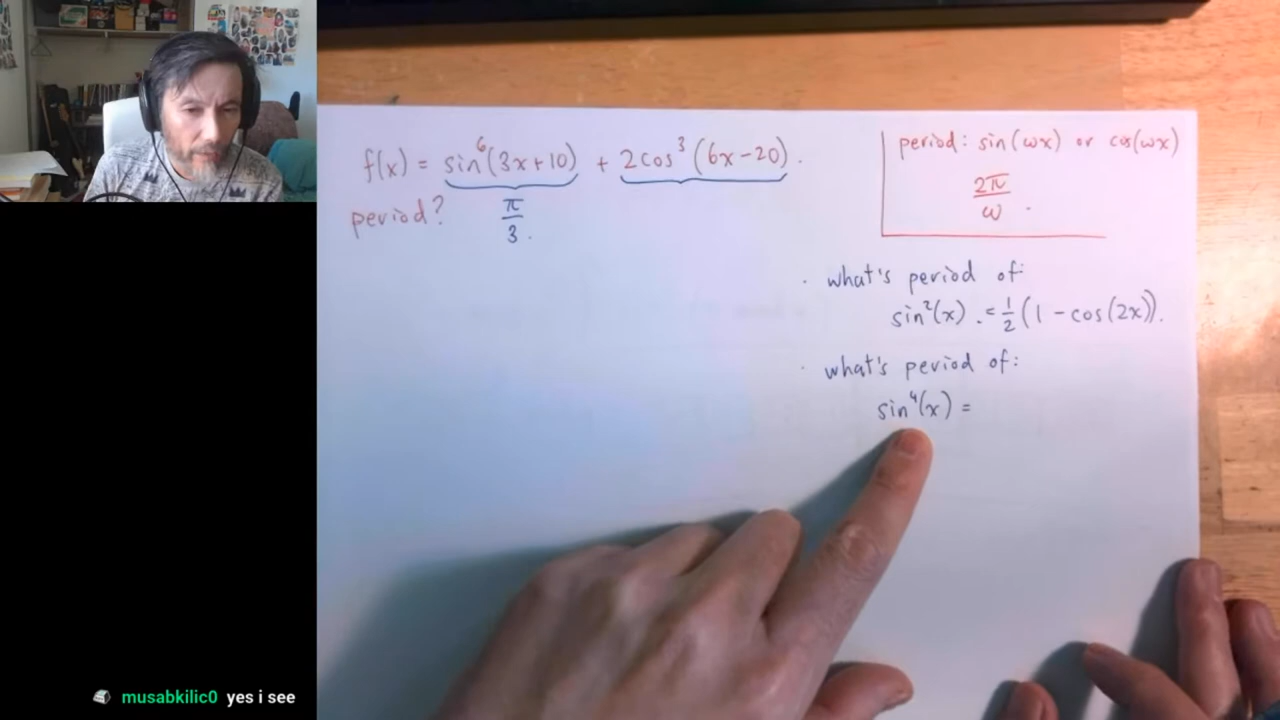 f(x) = sin⁶(3x+10) + 2cos³(6x-20).
period?
π/3.
period: sin(ωx) or cos(ωx)
2π/ω.
· what's period of:
sin²(x). = 1/2 (1 - cos(2x)).
· what's period of:
sin⁴(x) =
musabkilic0 yes i see